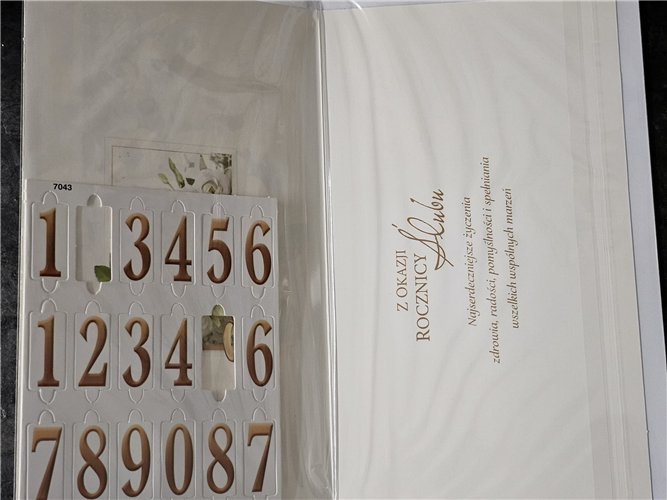 7043
1 3 4 5 6
1 2 3 4 6
7 8 9 0 8 7
Z OKAZJI
ROCZNICY Ślubu
Najserdeczniejsze życzenia
zdrowia, radości, pomyślności i spełniania
wszelkich wspólnych marzeń